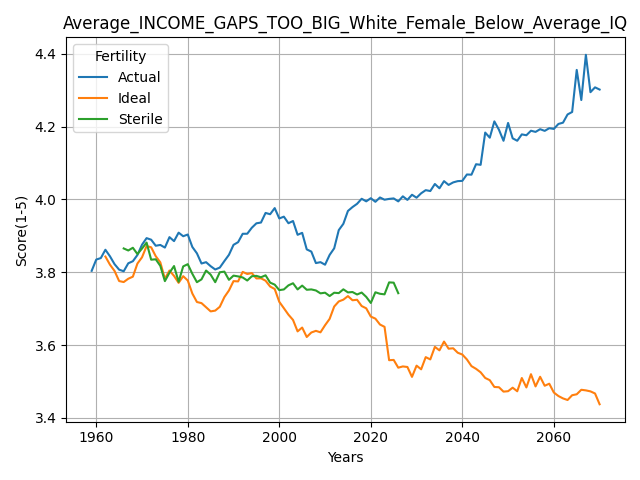 Average_INCOME_GAPS_TOO_BIG_White_Female_Below_Average_IQ
Fertility
Actual
Ideal
Sterile
Score(1-5)
4.4
4.2
4.0
3.8
3.6
3.4
1960 1980 2000 2020 2040 2060
Years